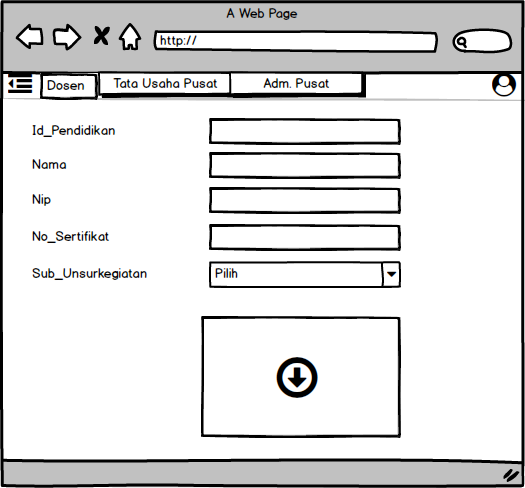 A Web Page
http://
Dosen
Tata Usaha Pusat
Adm. Pusat
Id_Pendidikan
Nama
Nip
No_Sertifikat
Sub_Unsurkegiatan
Pilih